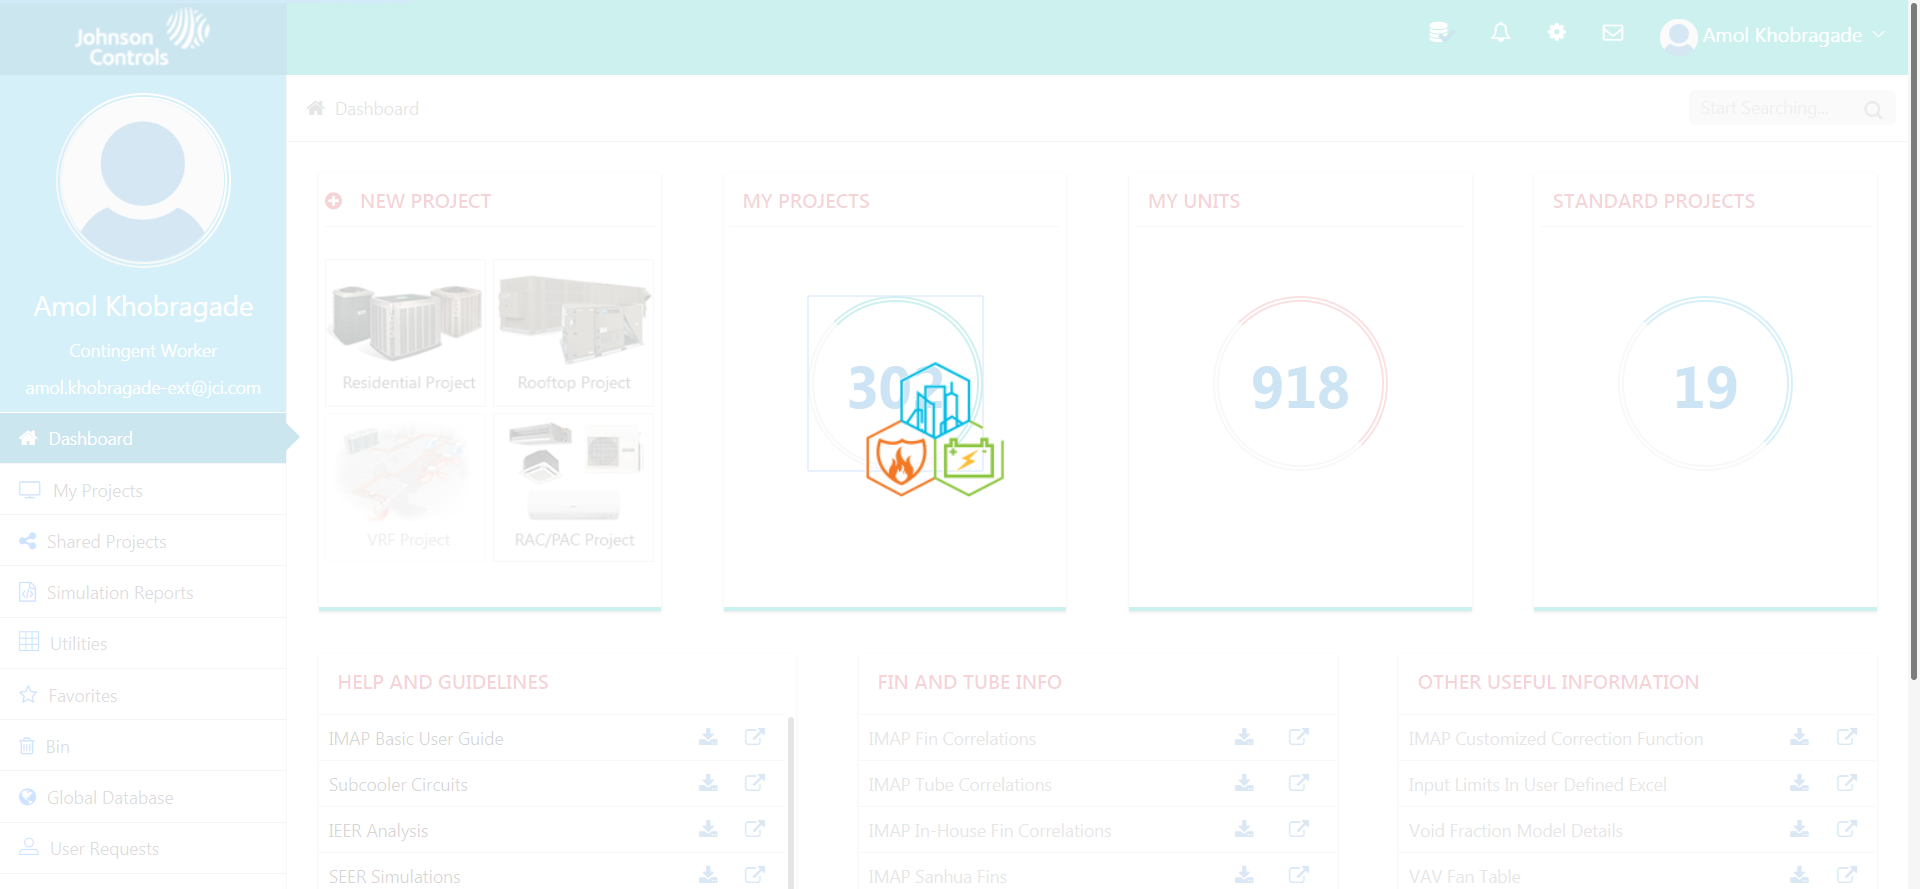 Johnson
Controls
Amol Khobragade
Dashboard
Start Searching...
Amol Khobragade
Contingent Worker
amol.khobragade-ext@jci.com
Dashboard
My Projects
Shared Projects
Simulation Reports
Utilities
Favorites
Bin
Global Database
User Requests
NEW PROJECT
Residential Project
Rooftop Project
VRF Project
RAC/PAC Project
MY PROJECTS
302
MY UNITS
918
STANDARD PROJECTS
19
HELP AND GUIDELINES
IMAP Basic User Guide
Subcooler Circuits
IEER Analysis
SEER Simulations
FIN AND TUBE INFO
IMAP Fin Correlations
IMAP Tube Correlations
IMAP In-House Fin Correlations
IMAP Sanhua Fins
OTHER USEFUL INFORMATION
IMAP Customized Correction Function
Input Limits In User Defined Excel
Void Fraction Model Details
VAV Fan Table